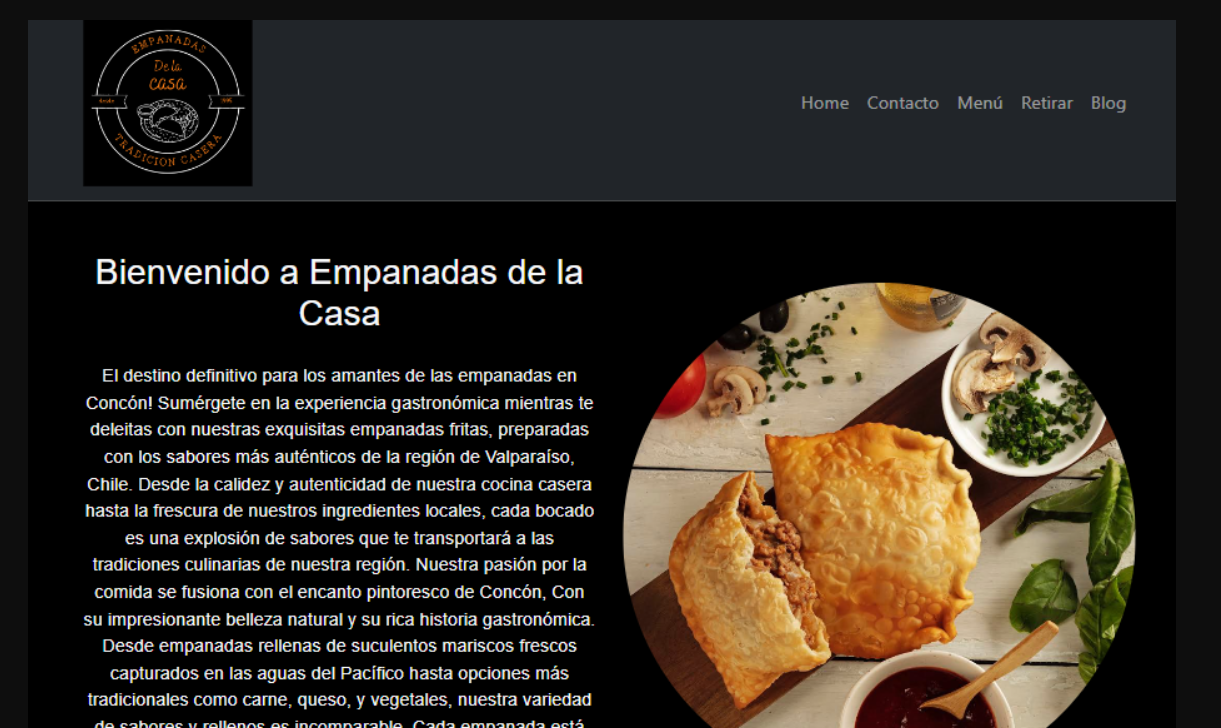 EMPANADAS
De la
casa
desde
TRADICION CASERA
Home Contacto Menú Retirar Blog
Bienvenido a Empanadas de la
Casa
El destino definitivo para los amantes de las empanadas en
Concón! Sumérgete en la experiencia gastronómica mientras te
deleitas con nuestras exquisitas empanadas fritas, preparadas
con los sabores más auténticos de la región de Valparaíso,
Chile. Desde la calidez y autenticidad de nuestra cocina casera
hasta la frescura de nuestros ingredientes locales, cada bocado
es una explosión de sabores que te transportará a las
tradiciones culinarias de nuestra región. Nuestra pasión por la
comida se fusiona con el encanto pintoresco de Concón, Con
su impresionante belleza natural y su rica historia gastronómica.
Desde empanadas rellenas de suculentos mariscos frescos
capturados en las aguas del Pacífico hasta opciones más
tradicionales como carne, queso, y vegetales, nuestra variedad
de sabores y rellenos es incomparable. Cada empanada está